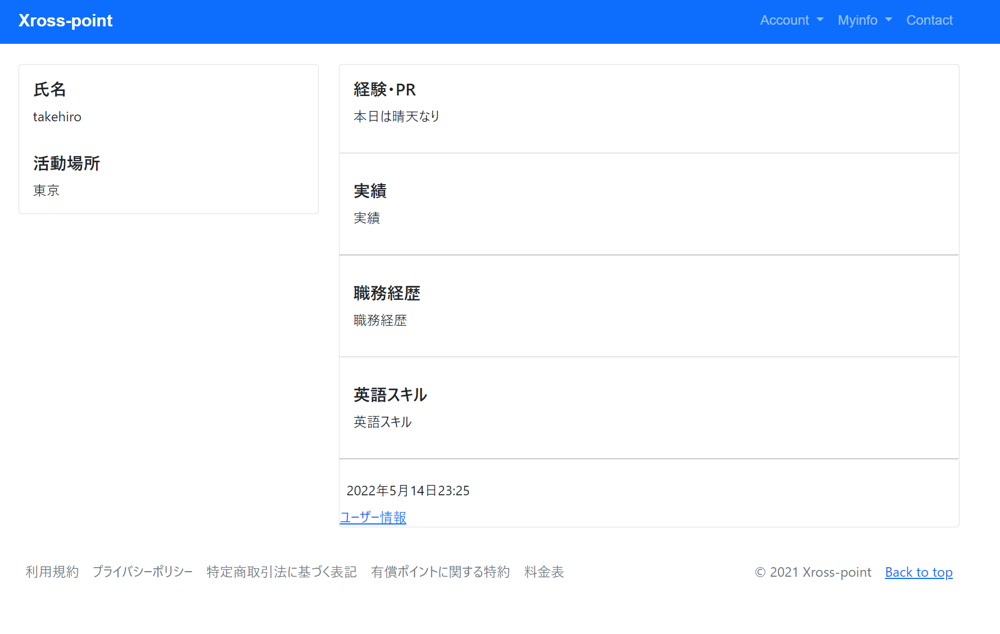 Xross-point
Account Myinfo Contact
氏名
takehiro
活動場所
東京
経験・PR
本日は晴天なり
実績
実績
職務経歴
職務経歴
英語スキル
英語スキル
2022年5月14日23:25
ユーザー情報
利用規約 プライバシーポリシー 特定商取引法に基づく表記 有償ポイントに関する特約 料金表
© 2021 Xross-point Back to top